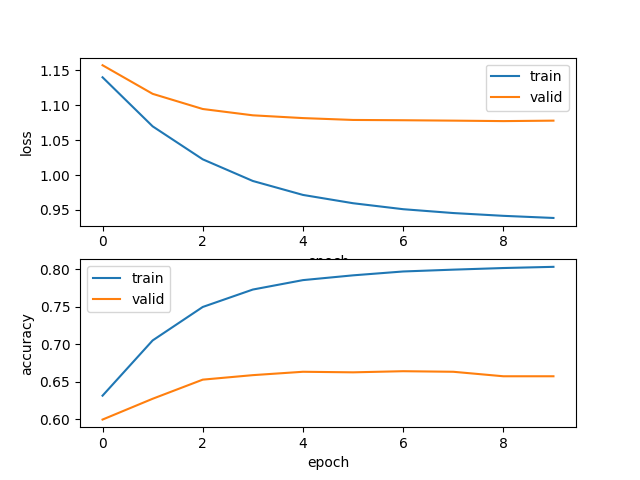 1.15
1.10
1.05
1.00
0.95
loss
train
valid
0 2 4 6 8
epoch
0.80
0.75
0.70
0.65
0.60
accuracy
train
valid
0 2 4 6 8
epoch